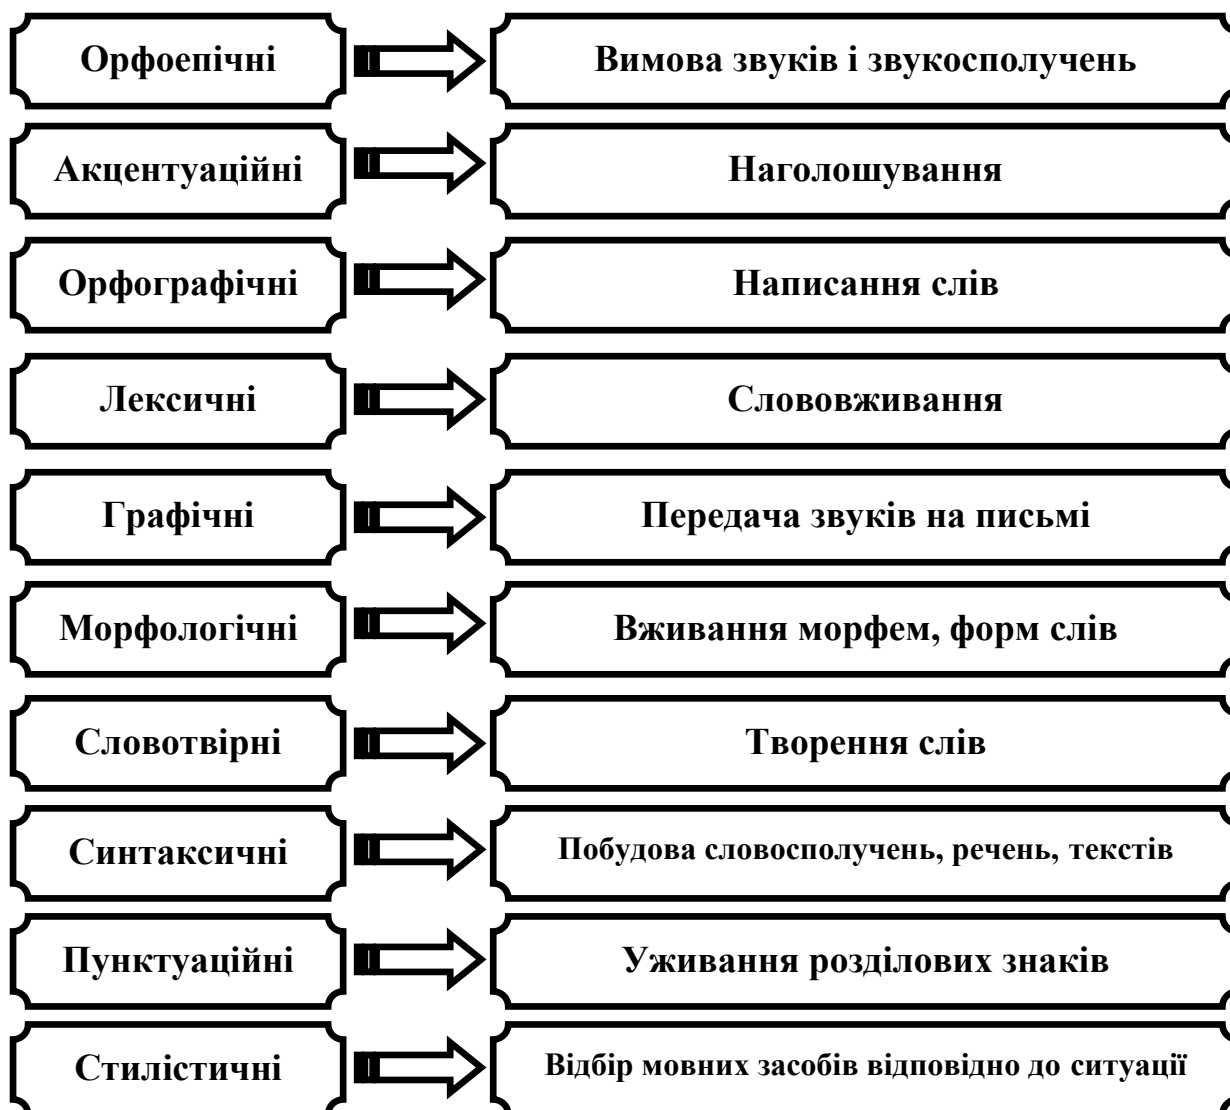 Орфоепічні
Вимова звуків і звукосполучень
Акцентуаційні
Наголошування
Орфографічні
Написання слів
Лексичні
Слововживання
Графічні
Передача звуків на письмі
Морфологічні
Вживання морфем, форм слів
Словотвірні
Творення слів
Синтаксичні
Побудова словосполучень, речень, текстів
Пунктуаційні
Уживання розділових знаків
Стилістичні
Відбір мовних засобів відповідно до ситуації